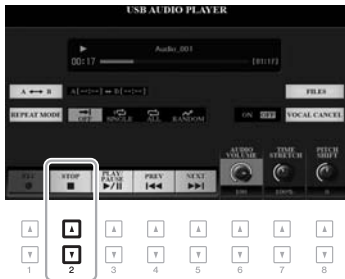 USB AUDIO PLAYER
Audio_001
00:17 [01:17]
A B A[--:--] B[--:--]
FILES
REPEAT MODE OFF SINGLE ALL RANDOM ON OFF VOCAL CANCEL
AUDIO VOLUME TIME STRETCH PITCH SHIFT
STOP PLAY/PAUSE PREV NEXT
100 100% 0
1 2 3 4 5 6 7 8